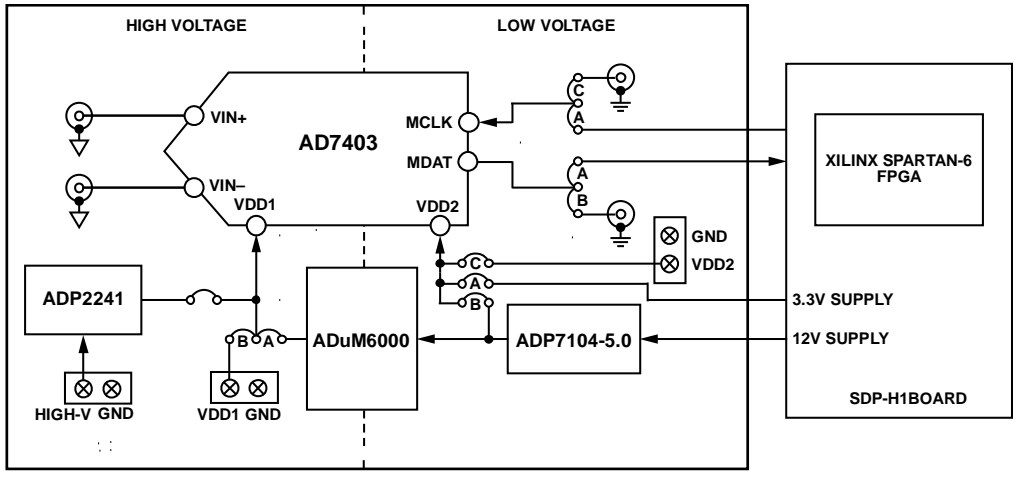 HIGH VOLTAGE
LOW VOLTAGE
VIN+
VIN–
AD7403
MCLK
MDAT
VDD1
VDD2
C
A
A
B
XILINX SPARTAN-6
FPGA
GND
VDD2
C
A
B
ADP2241
B
A
ADuM6000
ADP7104-5.0
3.3V SUPPLY
12V SUPPLY
HIGH-V GND
VDD1 GND
SDP-H1BOARD